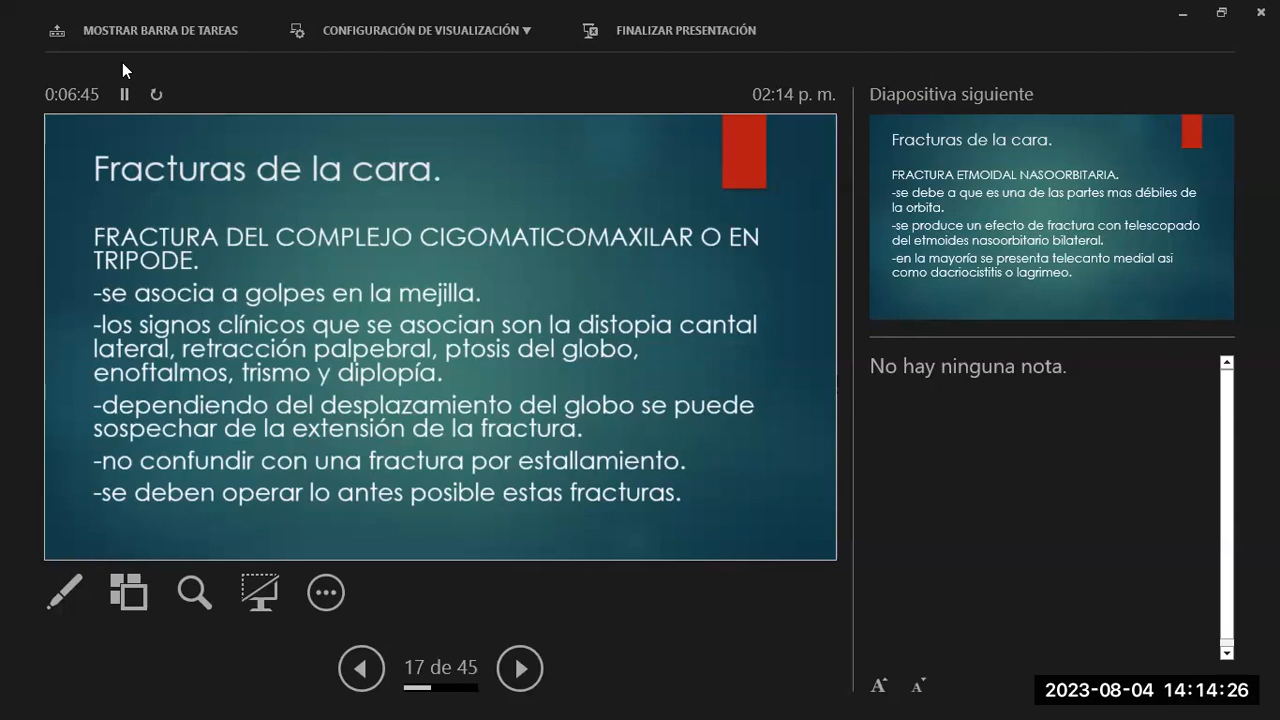 MOSTRAR BARRA DE TAREAS
CONFIGURACIÓN DE VISUALIZACIÓN
FINALIZAR PRESENTACIÓN
0:06:45
02:14 p. m.
Fracturas de la cara.
FRACTURA DEL COMPLEJO CIGOMATICOMAXILAR O EN
TRIPODE.
-se asocia a golpes en la mejilla.
-los signos clínicos que se asocian son la distopia cantal
lateral, retracción palpebral, ptosis del globo,
enoftalmos, trismo y diplopía.
-dependiendo del desplazamiento del globo se puede
sospechar de la extensión de la fractura.
-no confundir con una fractura por estallamiento.
-se deben operar lo antes posible estas fracturas.
17 de 45
Diapositiva siguiente
Fracturas de la cara.
FRACTURA ETMOIDAL NASOORBITARIA.
-se debe a que es una de las partes mas débiles de
la orbita.
-se produce un efecto de fractura con telescopado
del etmoides nasoorbitario bilateral.
-en la mayoría se presenta telecanto medial asi
como dacriocistitis o lagrimeo.
No hay ninguna nota.
A A
2023-08-04 14:14:26